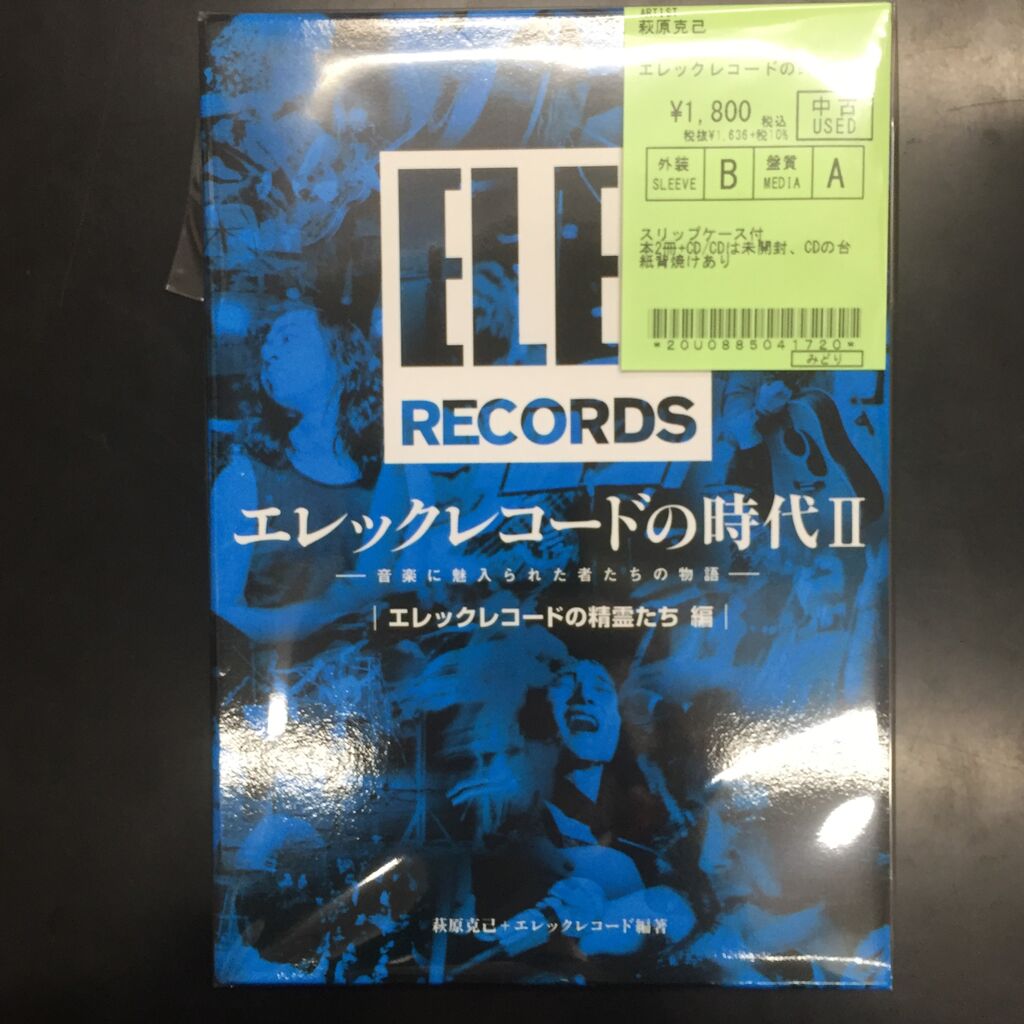 ARTIST
萩原克己
エレックレコードの
¥1,800 税込
税抜¥1,636+税10%
中古
USED
外装
SLEEVE
B
盤質
MEDIA
A
スリップケース付
本2冊+CD/CDは未開封、CDの台
紙背焼けあり
*20U0885041720*
みどり
ELE
RECORDS
エレックレコードの時代II
音楽に魅入られた者たちの物語
エレックレコードの精霊たち 編
萩原克己+エレックレコード編著